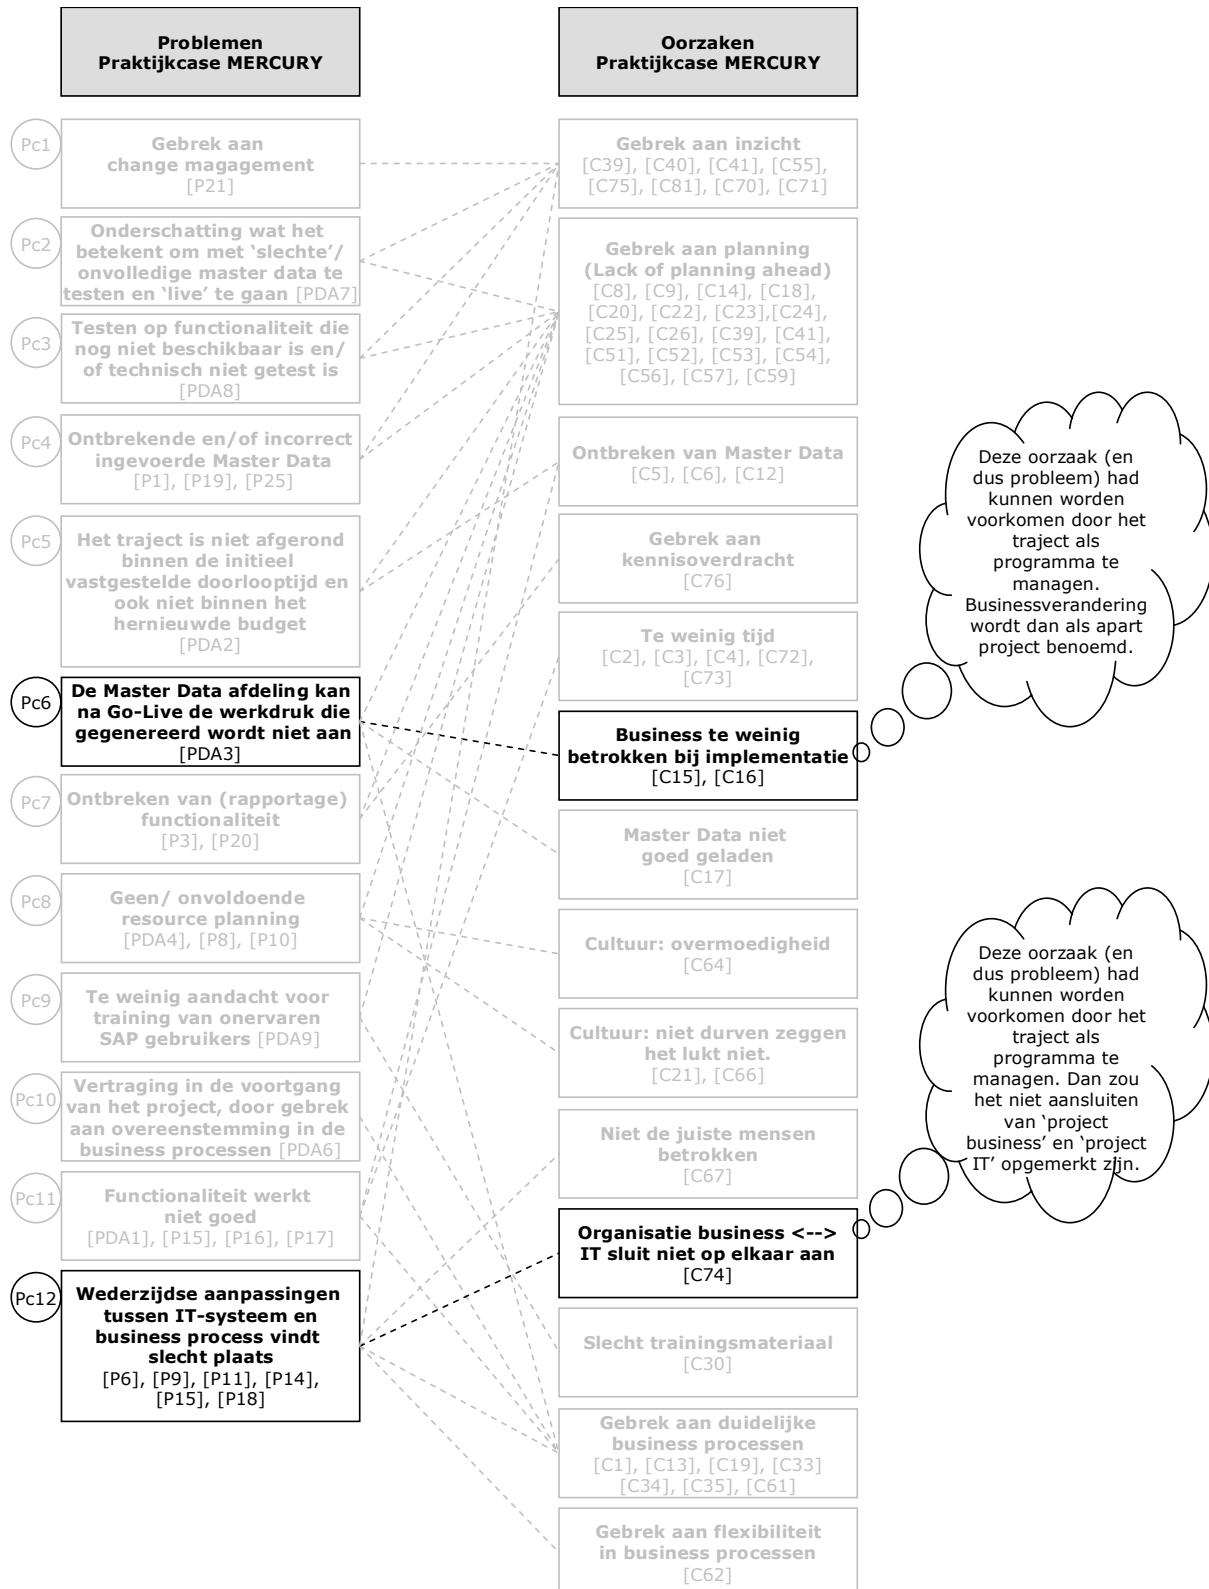 Problemen
Praktijkcase MERCURY
Oorzaken
Praktijkcase MERCURY
Pc1
Gebrek aan
change magagement
[P21]
Pc2
Onderschatting wat het
betekent om met ‘slechte’/
onvolledige master data te
testen en ‘live’ te gaan [PDA7]
Pc3
Testen op functionaliteit die
nog niet beschikbaar is en/
of technisch niet getest is
[PDA8]
Pc4
Ontbrekende en/of incorrect
ingevoerde Master Data
[P1], [P19], [P25]
Pc5
Het traject is niet afgerond
binnen de initieel
vastgestelde doorlooptijd en
ook niet binnen het
hernieuwde budget
[PDA2]
Pc6
De Master Data afdeling kan
na Go-Live de werkdruk die
gegenereerd wordt niet aan
[PDA3]
Pc7
Ontbreken van (rapportage)
functionaliteit
[P3], [P20]
Pc8
Geen/ onvoldoende
resource planning
[PDA4], [P8], [P10]
Pc9
Te weinig aandacht voor
training van onervaren
SAP gebruikers [PDA9]
Pc10
Vertraging in de voortgang
van het project, door gebrek
aan overeenstemming in de
business processen [PDA6]
Pc11
Functionaliteit werkt
niet goed
[PDA1], [P15], [P16], [P17]
Pc12
Wederzijdse aanpassingen
tussen IT-systeem en
business process vindt
slecht plaats
[P6], [P9], [P11], [P14],
[P15], [P18]
Gebrek aan inzicht
[C39], [C40], [C41], [C55],
[C75], [C81], [C70], [C71]
Gebrek aan planning
(Lack of planning ahead)
[C8], [C9], [C14], [C18],
[C20], [C22], [C23],[C24],
[C25], [C26], [C39], [C41],
[C51], [C52], [C53], [C54],
[C56], [C57], [C59]
Ontbreken van Master Data
[C5], [C6], [C12]
Gebrek aan
kennisoverdracht
[C76]
Te weinig tijd
[C2], [C3], [C4], [C72],
[C73]
Business te weinig
betrokken bij implementatie
[C15], [C16]
Master Data niet
goed geladen
[C17]
Cultuur: overmoedigheid
[C64]
Cultuur: niet durven zeggen
het lukt niet.
[C21], [C66]
Niet de juiste mensen
betrokken
[C67]
Organisatie business <-->
IT sluit niet op elkaar aan
[C74]
Slecht trainingsmateriaal
[C30]
Gebrek aan duidelijke
business processen
[C1], [C13], [C19], [C33]
[C34], [C35], [C61]
Gebrek aan flexibiliteit
in business processen
[C62]
Deze oorzaak (en
dus probleem) had
kunnen worden
voorkomen door het
traject als
programma te
managen.
Businessverandering
wordt dan als apart
project benoemd.
Deze oorzaak (en
dus probleem) had
kunnen worden
voorkomen door het
traject als
programma te
managen. Dan zou
het niet aansluiten
van ‘project
business’ en ‘project
IT’ opgemerkt zijn.